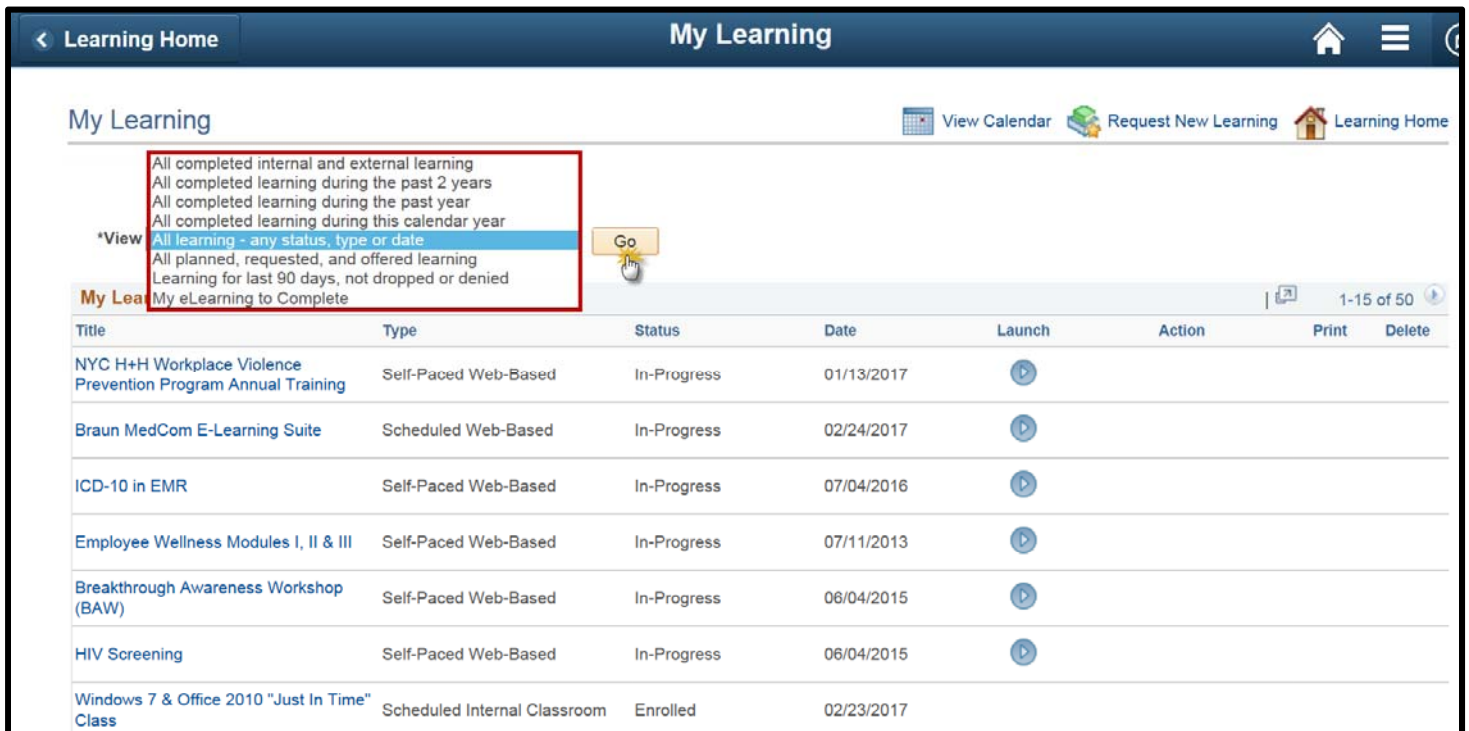 Learning Home
My Learning
My Learning
View Calendar
Request New Learning
Learning Home
All completed internal and external learning
All completed learning during the past 2 years
All completed learning during the past year
All completed learning during this calendar year
*View All learning - any status, type or date Go
All planned, requested, and offered learning
Learning for last 90 days, not dropped or denied
My eLearning to Complete
My Lear | 1-15 of 50
Title Type Status Date Launch Action Print Delete
NYC H+H Workplace Violence
Prevention Program Annual Training Self-Paced Web-Based In-Progress 01/13/2017
Braun MedCom E-Learning Suite Scheduled Web-Based In-Progress 02/24/2017
ICD-10 in EMR Self-Paced Web-Based In-Progress 07/04/2016
Employee Wellness Modules I, II & III Self-Paced Web-Based In-Progress 07/11/2013
Breakthrough Awareness Workshop
(BAW) Self-Paced Web-Based In-Progress 06/04/2015
HIV Screening Self-Paced Web-Based In-Progress 06/04/2015
Windows 7 & Office 2010 "Just In Time"
Class Scheduled Internal Classroom Enrolled 02/23/2017